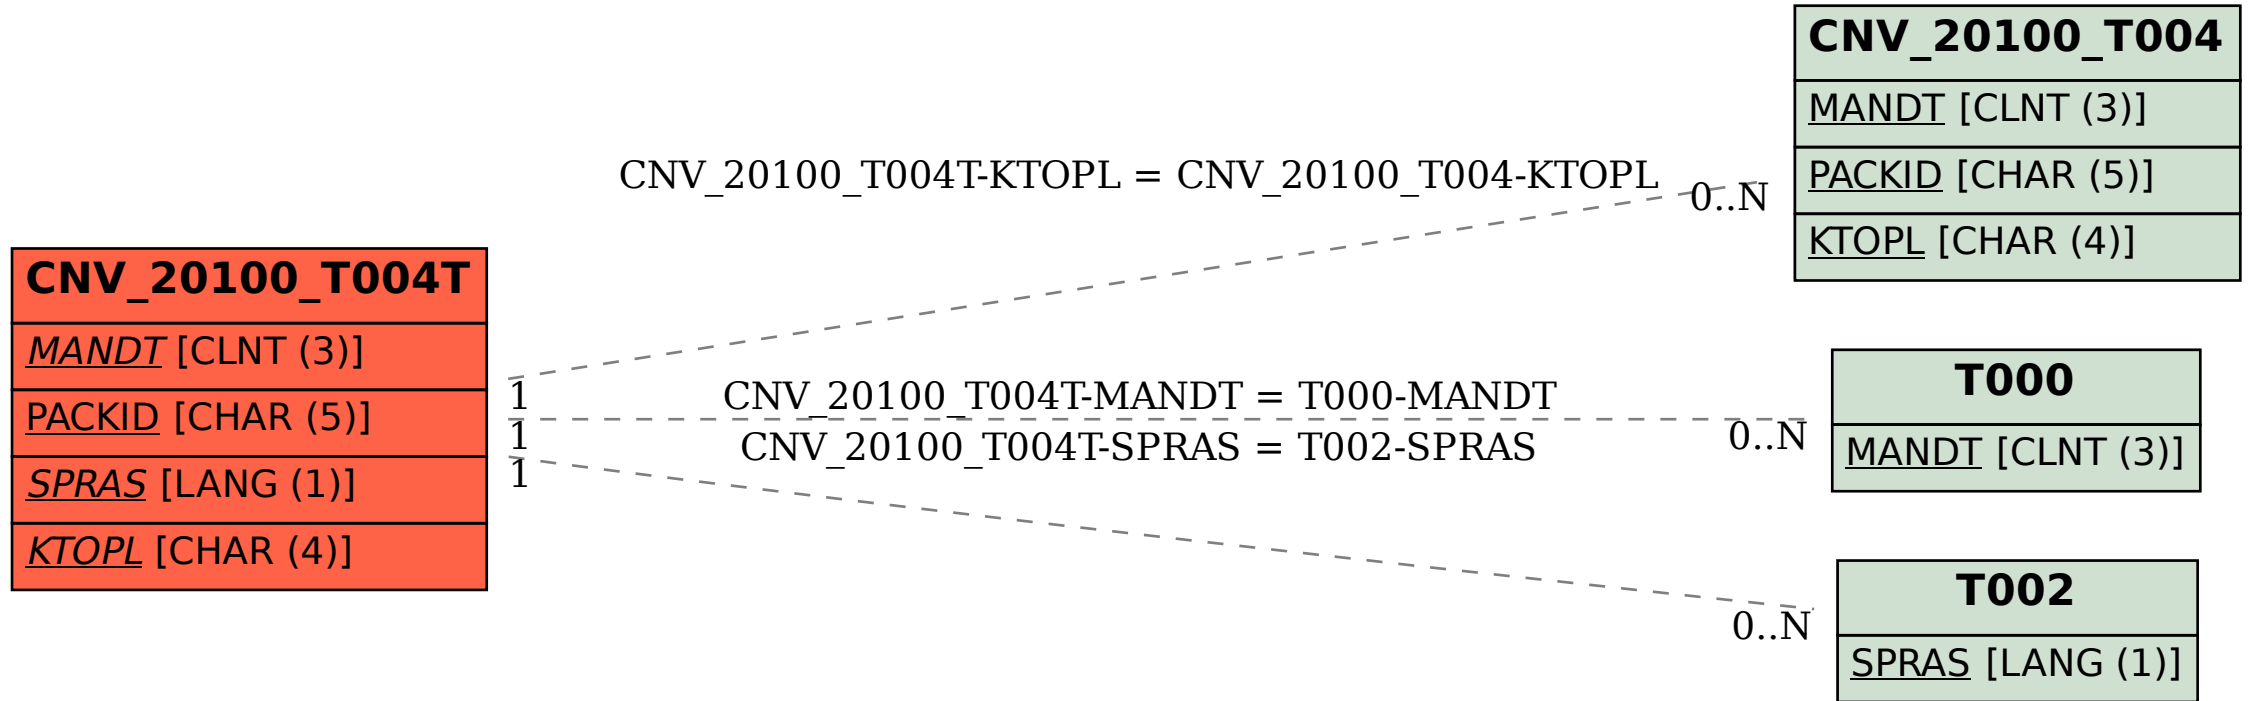 CNV_20100_T004T
MANDT [CLNT (3)]
PACKID [CHAR (5)]
SPRAS [LANG (1)]
KTOPL [CHAR (4)]
CNV_20100_T004T-KTOPL = CNV_20100_T004-KTOPL
0..N
1
CNV_20100_T004T-MANDT = T000-MANDT
0..N
1
CNV_20100_T004T-SPRAS = T002-SPRAS
0..N
1
CNV_20100_T004
MANDT [CLNT (3)]
PACKID [CHAR (5)]
KTOPL [CHAR (4)]
T000
MANDT [CLNT (3)]
T002
SPRAS [LANG (1)]